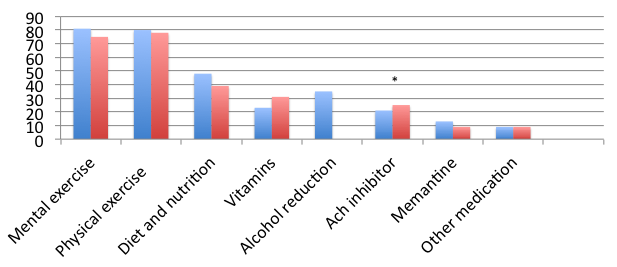 90
80
70
60
50
40
30
20
10
0
*
Mental exercise
Physical exercise
Diet and nutrition
Vitamins
Alcohol reduction
Ach inhibitor
Memantine
Other medication